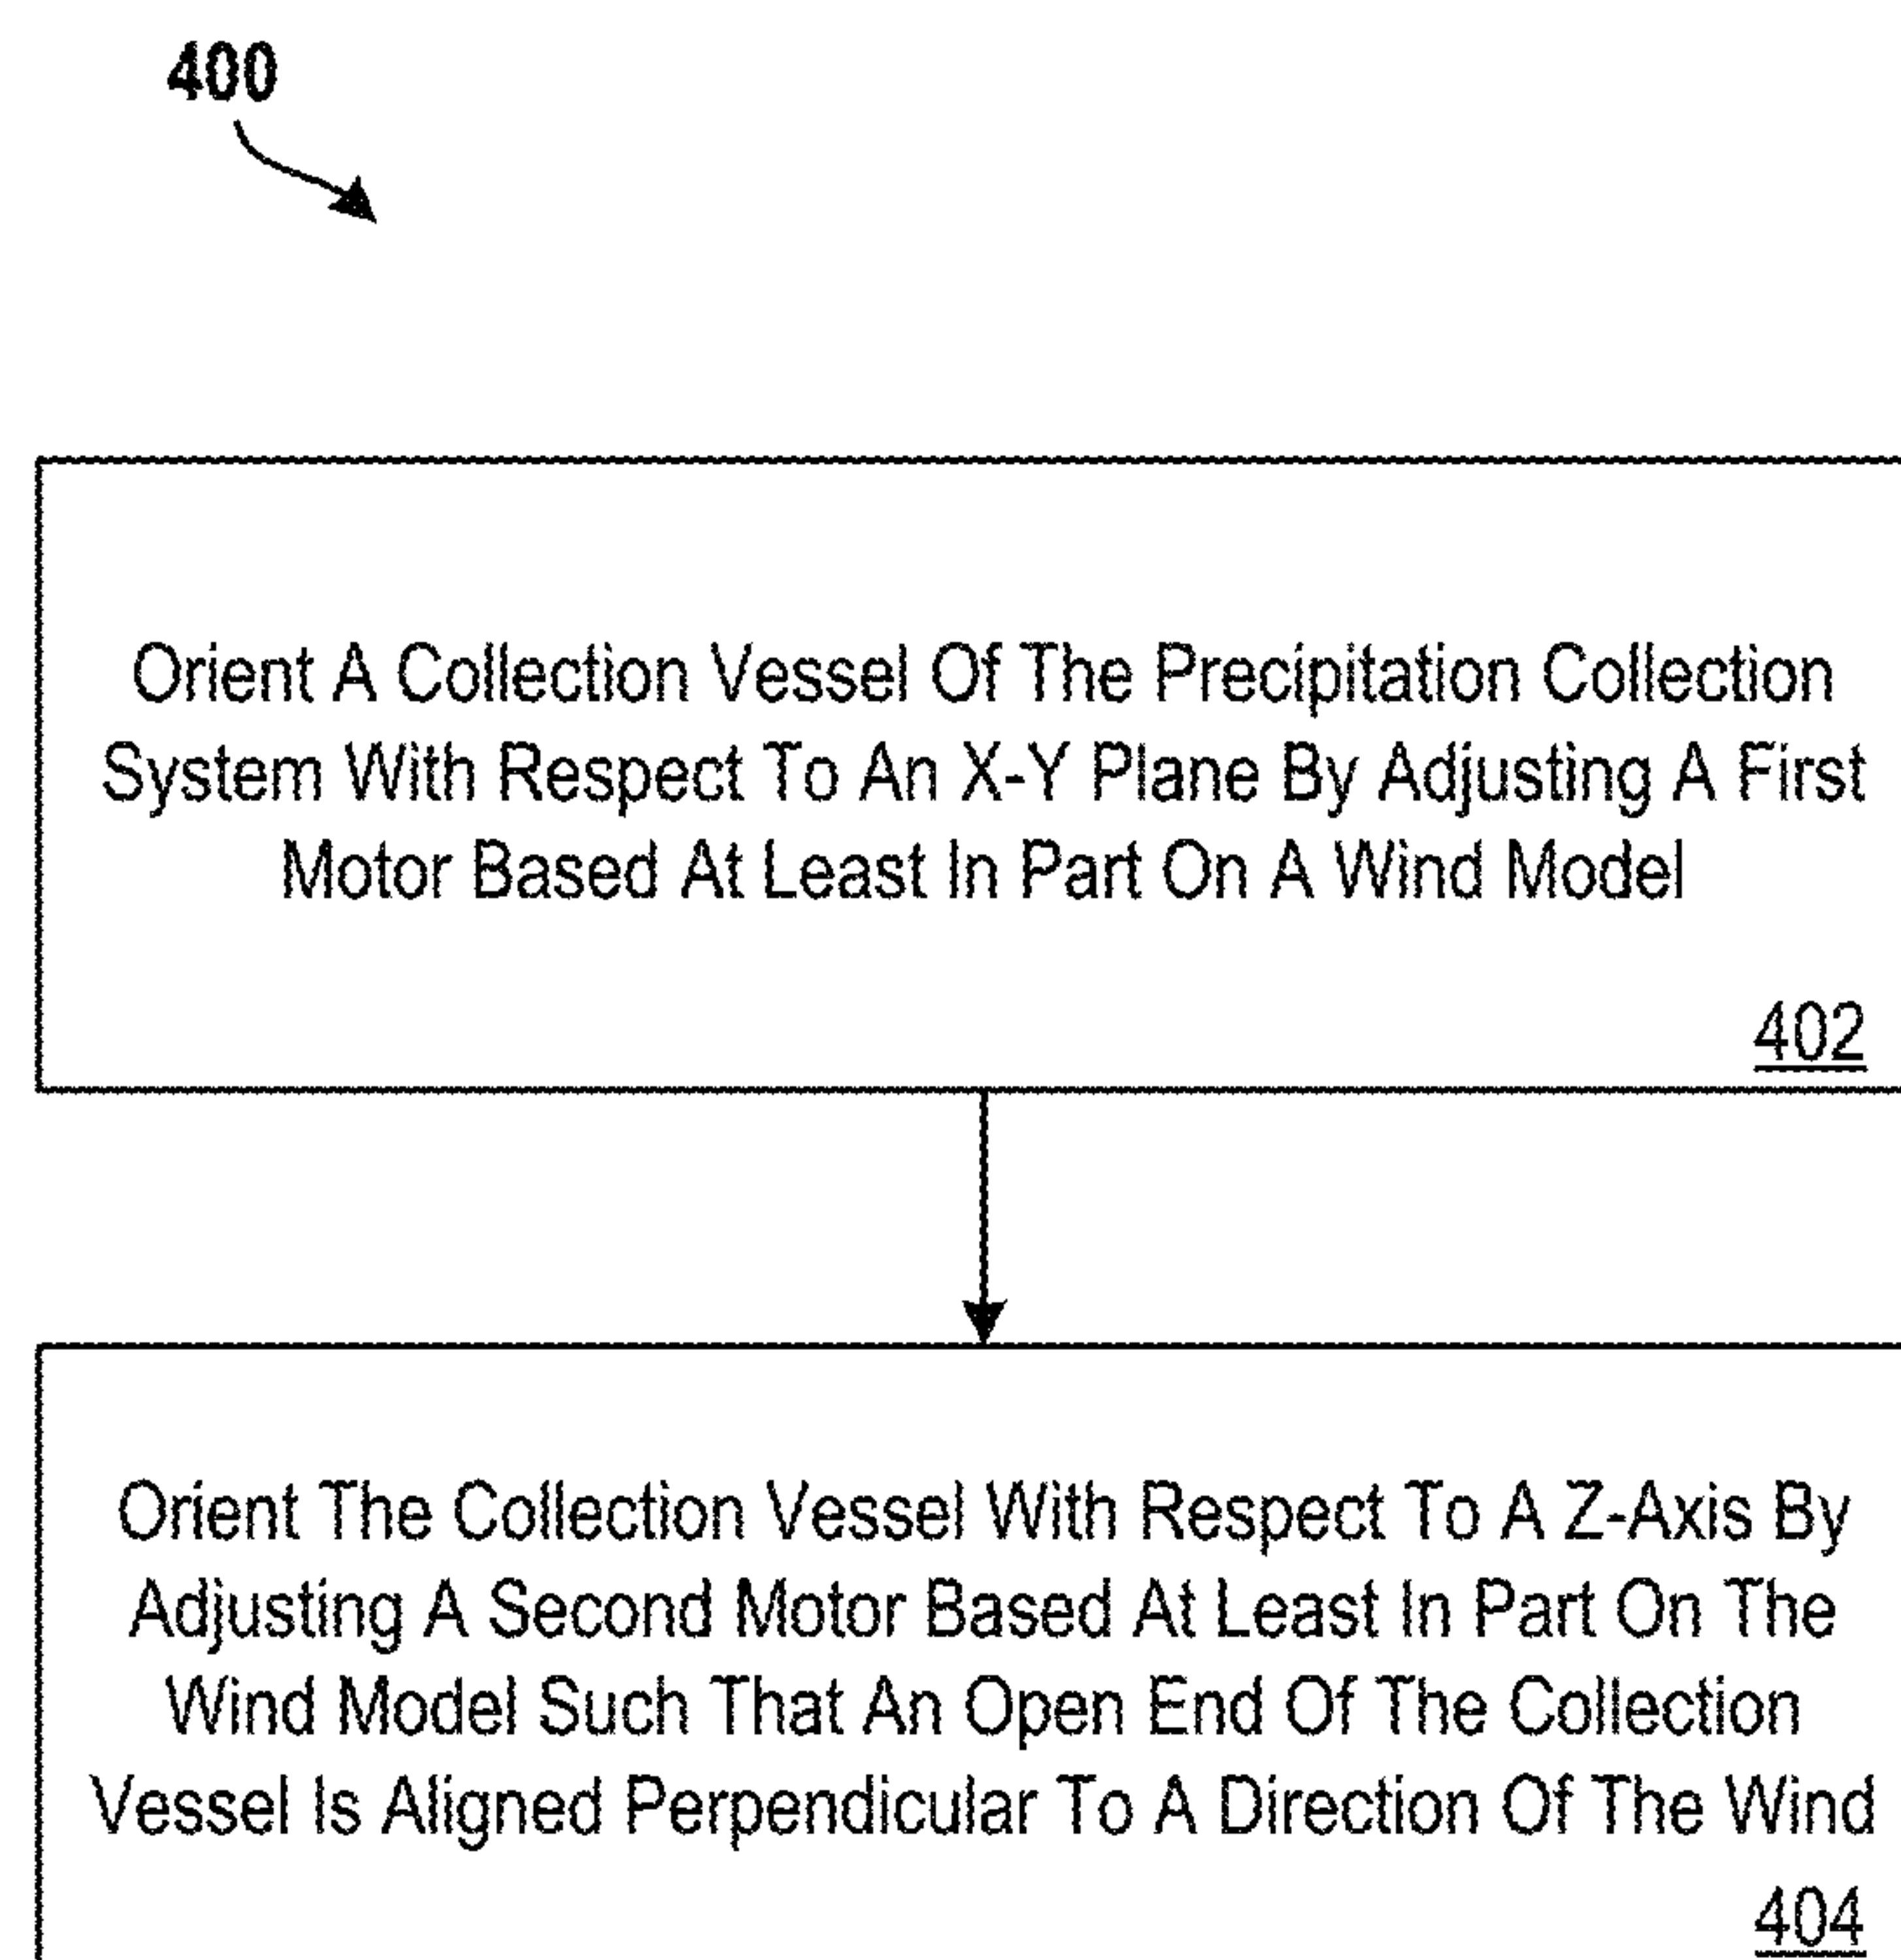 400
Orient A Collection Vessel Of The Precipitation Collection
System With Respect To An X-Y Plane By Adjusting A First
Motor Based At Least In Part On A Wind Model
402
Orient The Collection Vessel With Respect To A Z-Axis By
Adjusting A Second Motor Based At Least In Part On The
Wind Model Such That An Open End Of The Collection
Vessel Is Aligned Perpendicular To A Direction Of The Wind
404